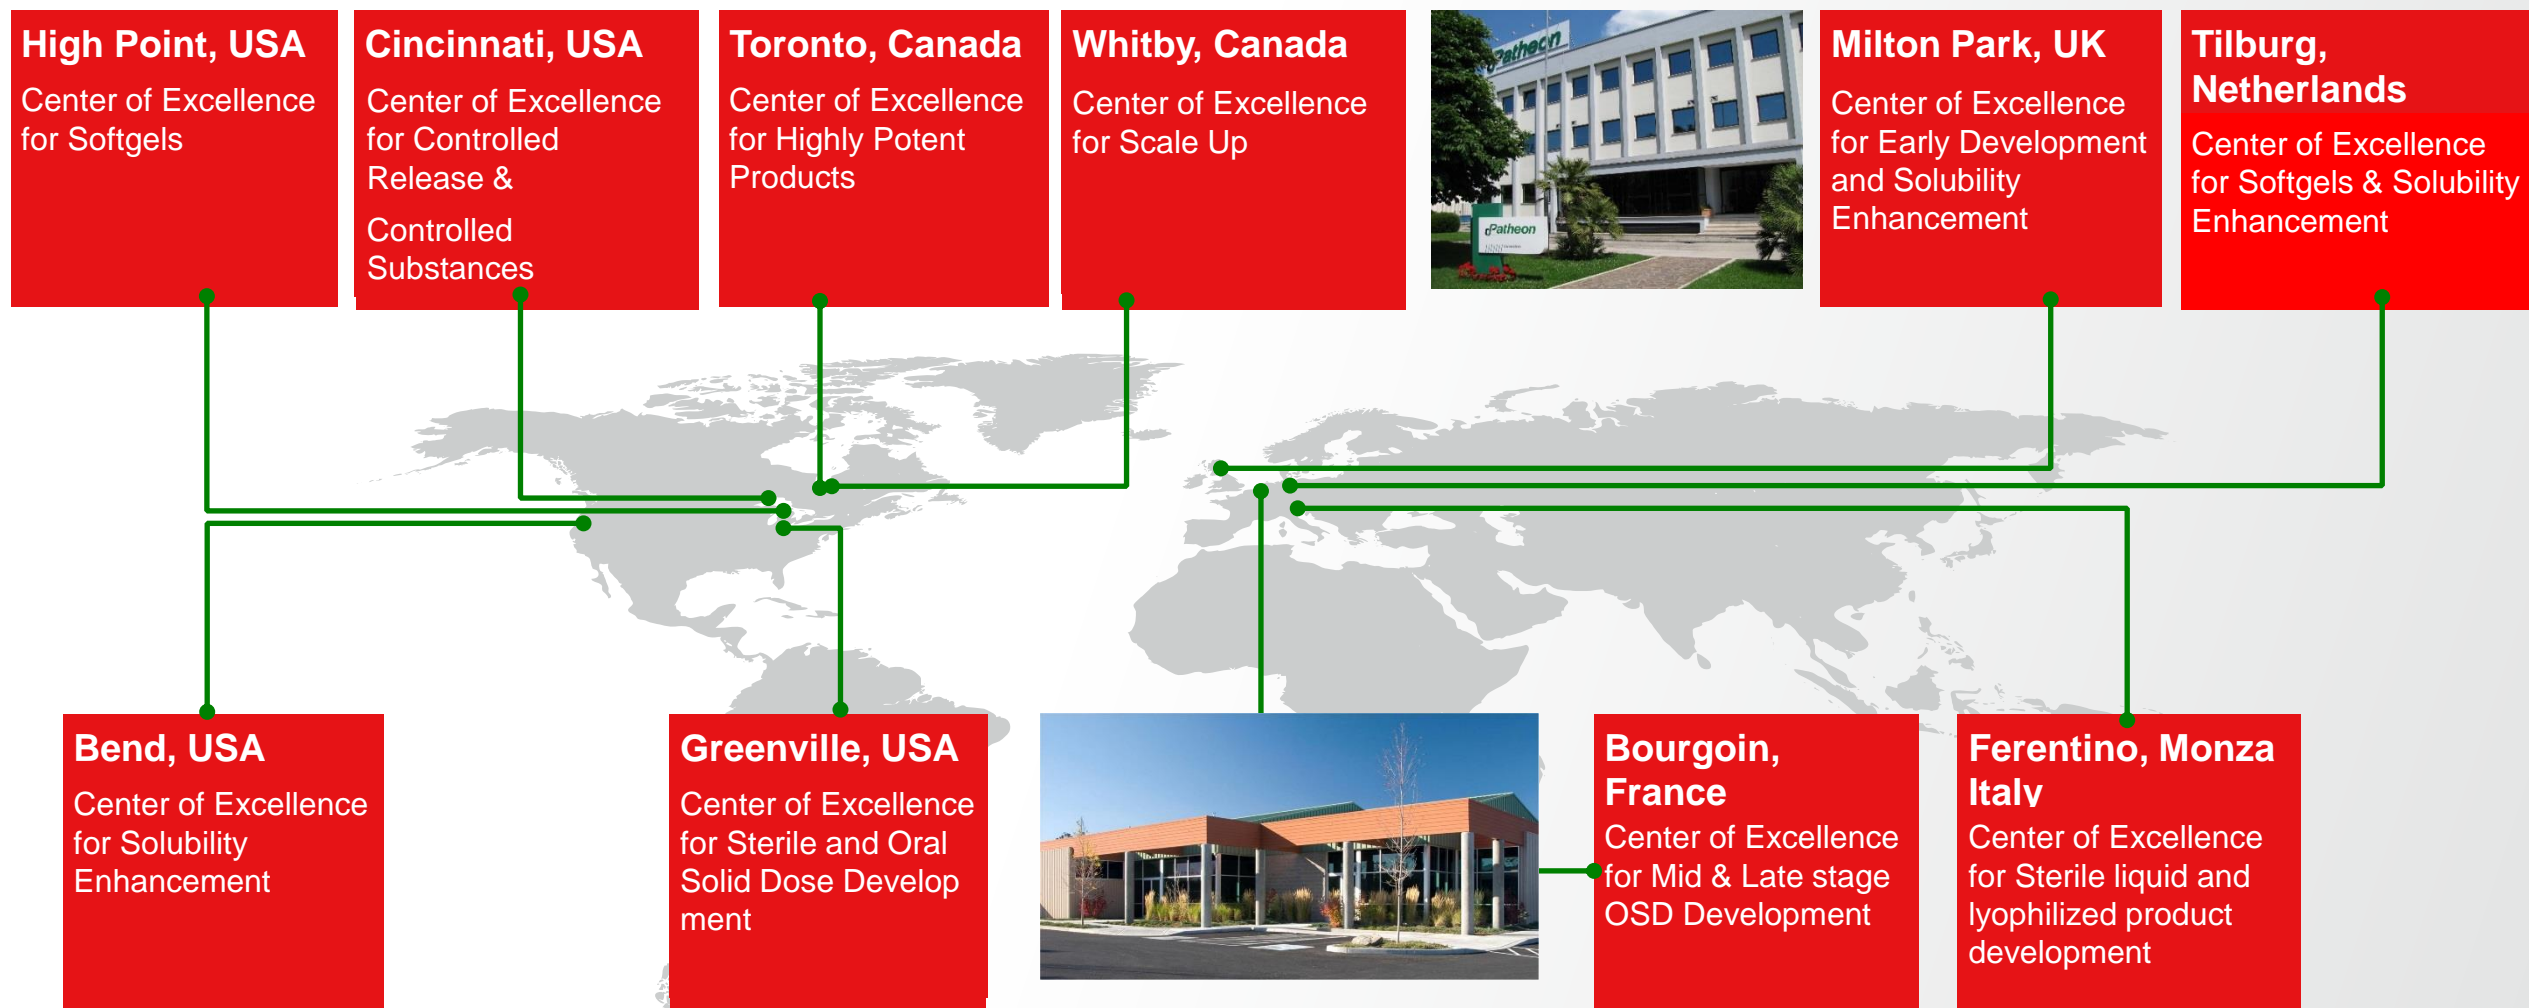 High Point, USA
Center of Excellence
for Softgels
Cincinnati, USA
Center of Excellence
for Controlled
Release &
Controlled
Substances
Toronto, Canada
Center of Excellence
for Highly Potent
Products
Whitby, Canada
Center of Excellence
for Scale Up
Patheon
Patheon
Milton Park, UK
Center of Excellence
for Early Development
and Solubility
Enhancement
Tilburg,
Netherlands
Center of Excellence
for Softgels & Solubility
Enhancement
Bend, USA
Center of Excellence
for Solubility
Enhancement
Greenville, USA
Center of Excellence
for Sterile and Oral
Solid Dose Develop
ment
Bourgoin,
France
Center of Excellence
for Mid & Late stage
OSD Development
Ferentino, Monza
Italy
Center of Excellence
for Sterile liquid and
lyophilized product
development